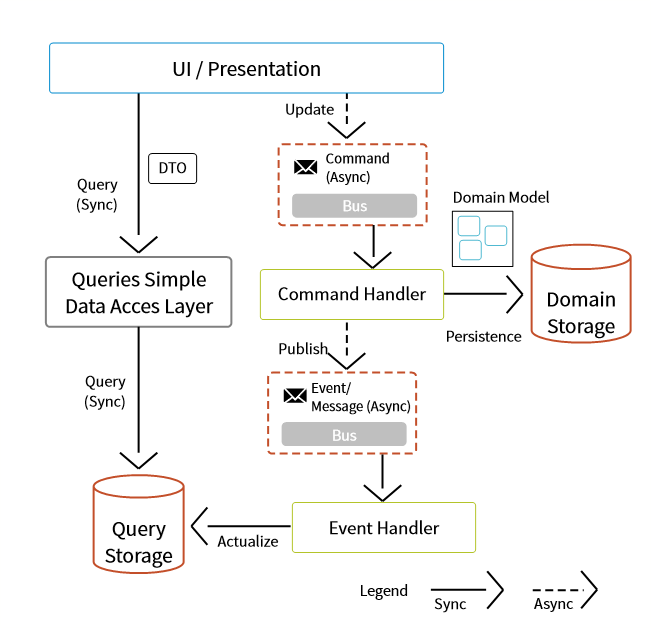 UI / Presentation
Update
DTO
Query
(Sync)
Command
(Async)
Bus
Domain Model
Queries Simple
Data Acces Layer
Command Handler
Domain
Storage
Persistence
Publish
Query
(Sync)
Event/
Message (Async)
Bus
Query
Storage
Actualize
Event Handler
Legend
Sync
Async